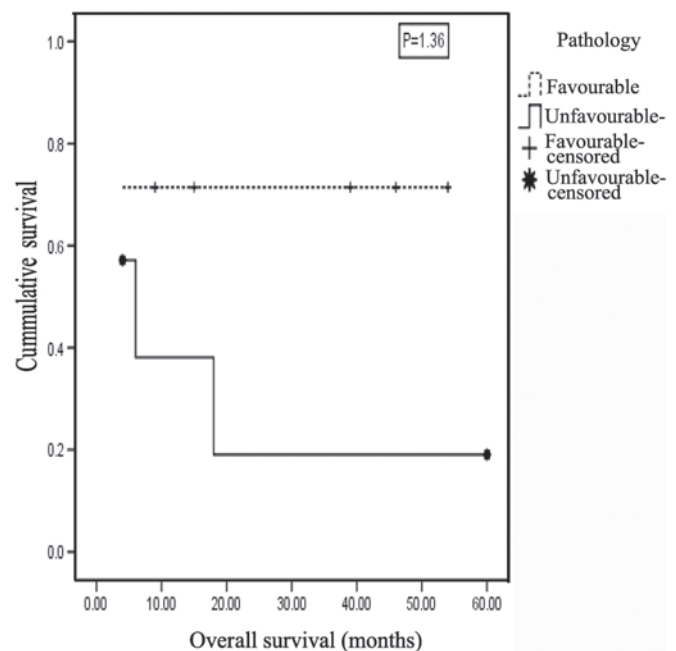 P=1.36
Pathology
Favourable
Unfavourable-
Favourable-
censored
Unfavourable-
censored
Cummulative survival
1.0
0.8
0.6
0.4
0.2
0.0
0.00 10.00 20.00 30.00 40.00 50.00 60.00
Overall survival (months)